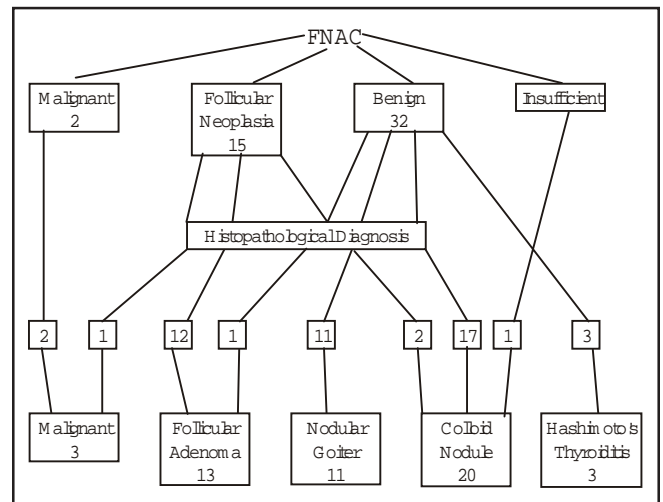 FNAC
Malignant
2
Follicular
Neoplasia
15
Benign
32
Insufficient
Histopathological Diagnosis
2
1
12
1
11
2
17
1
3
Malignant
3
Follicular
Adenoma
13
Nodular
Goiter
11
Colloid
Nodule
20
Hashimoto's
Thyroiditis
3